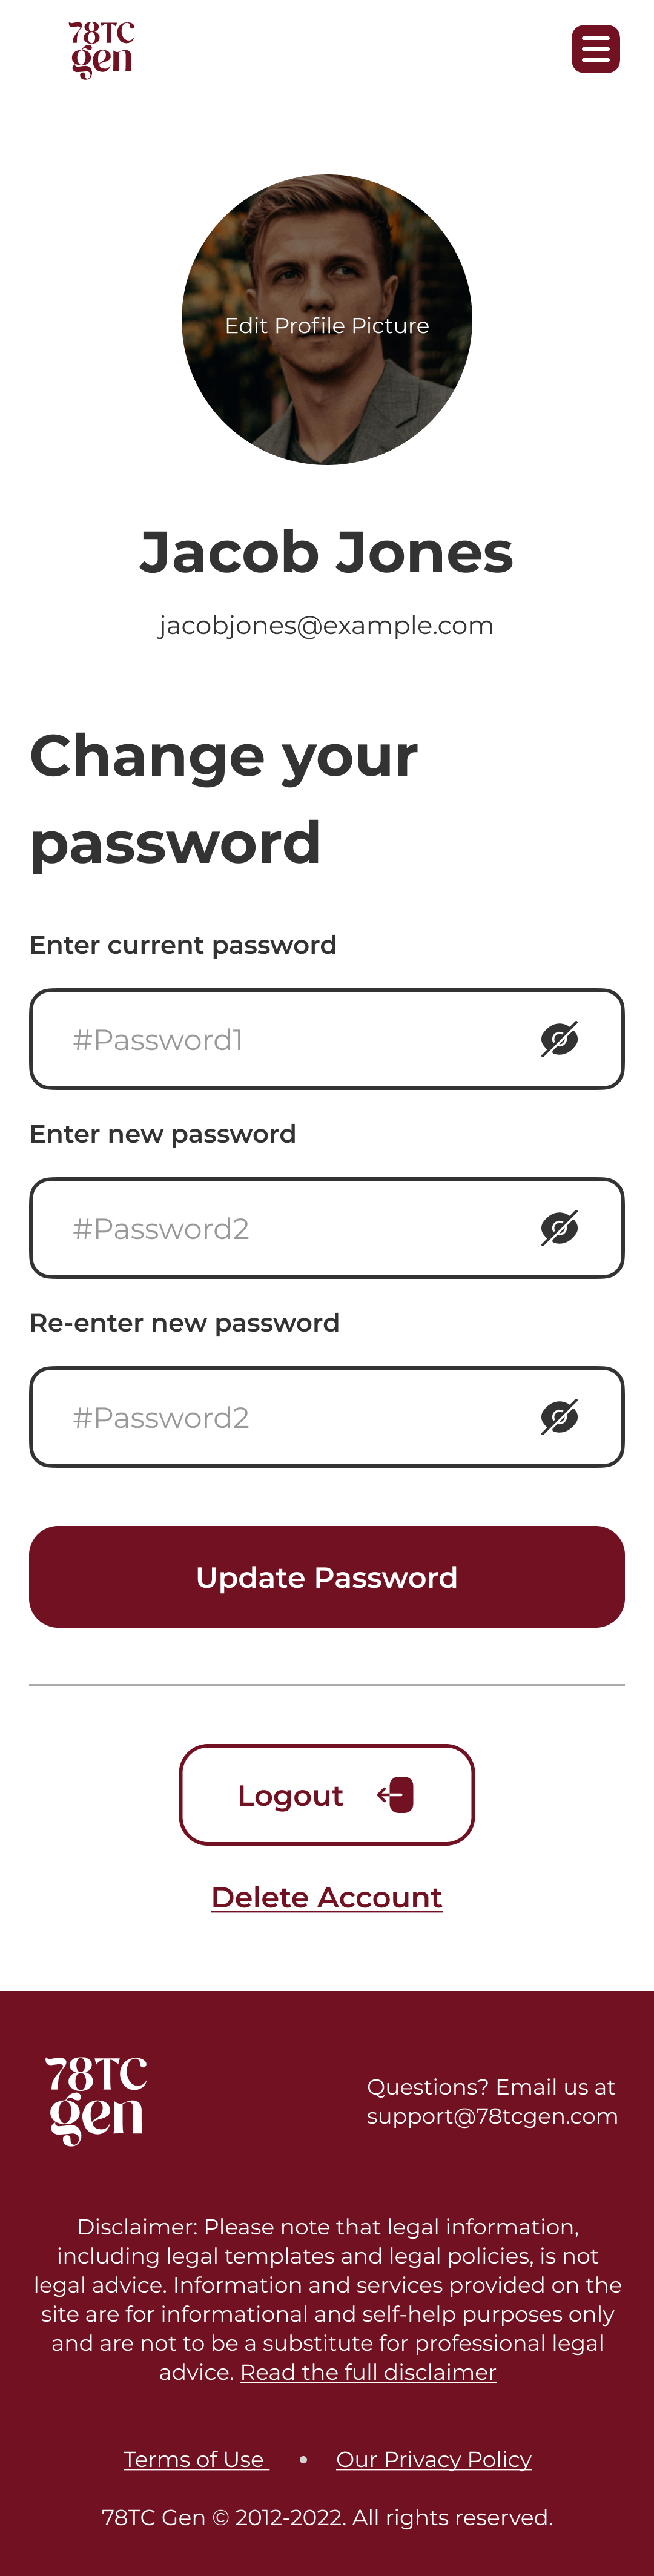 78TC
gen
Edit Profile Picture
Jacob Jones
jacobjones@example.com
Change your
password
Enter current password
#Password1
Enter new password
#Password2
Re-enter new password
#Password2
Update Password
Logout
Delete Account
78TC
gen
Questions? Email us at
support@78tcgen.com
Disclaimer: Please note that legal information,
including legal templates and legal policies, is not
legal advice. Information and services provided on the
site are for informational and self-help purposes only
and are not to be a substitute for professional legal
advice. Read the full disclaimer
Terms of Use • Our Privacy Policy
78TC Gen © 2012-2022. All rights reserved.